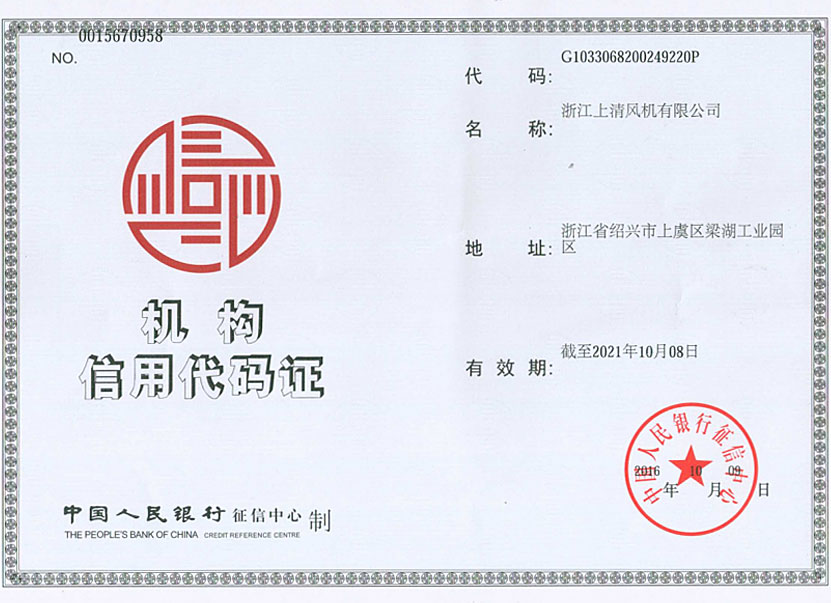 0015670958
NO.
机构
信用代码证
中国人民银行 征信中心 制
THE PEOPLE'S BANK OF CHINA CREDIT REFERENCE CENTRE
代 码: G1033068200249220P
名 称: 浙江上清风机有限公司
地 址: 浙江省绍兴市上虞区梁湖工业园
区
有 效 期: 截至2021年10月08日
中国人民银行征信中心
2016 年 10 月 09 日